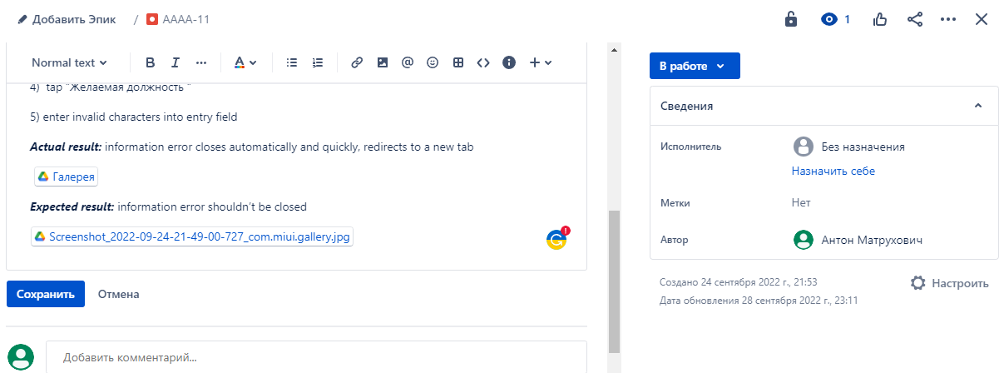 Добавить Эпик / АААА-11
1
Normal text
B I ··· A
4) tap "Желаемая должность "
5) enter invalid characters into entry field
Actual result: information error closes automatically and quickly, redirects to a new tab
Галерея
Expected result: information error shouldn't be closed
Screenshot_2022-09-24-21-49-00-727_com.miui.gallery.jpg
Сохранить Отмена
Добавить комментарий...
В работе
Сведения
Исполнитель Без назначения
Назначить себе
Метки Нет
Автор Антон Матрухович
Создано 24 сентября 2022 г., 21:53
Настроить
Дата обновления 28 сентября 2022 г., 23:11